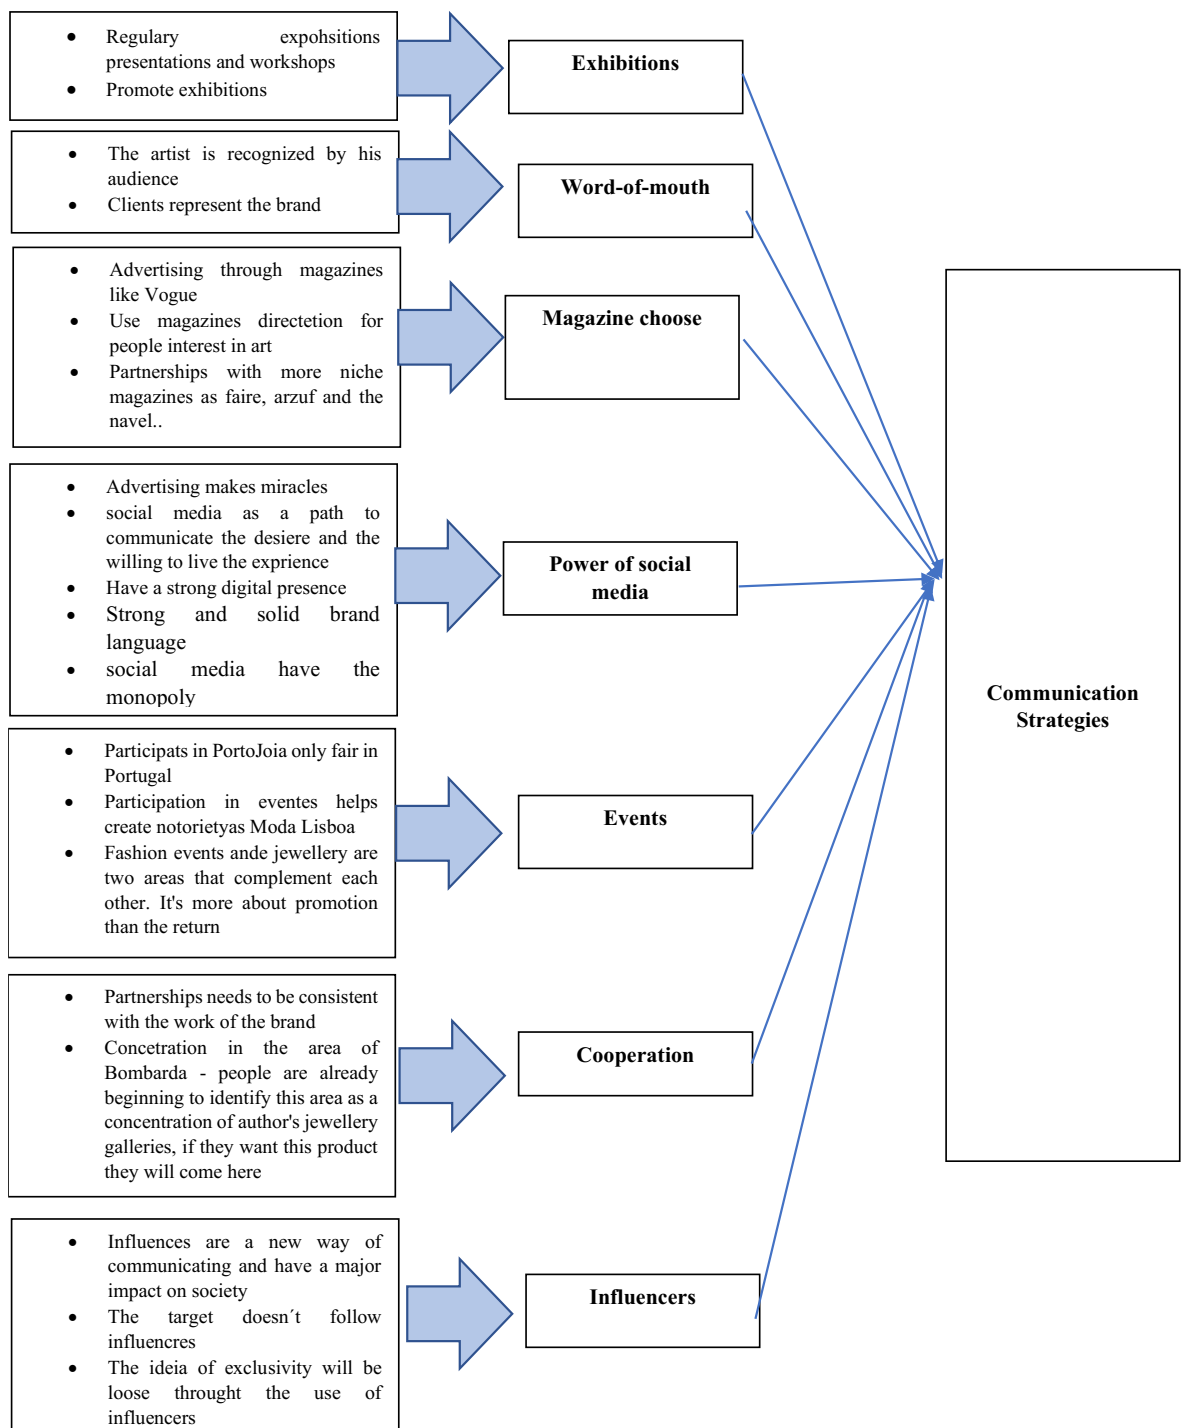 • Regulary expohsitions
presentations and workshops
• Promote exhibitions
Exhibitions
• The artist is recognized by his
audience
• Clients represent the brand
Word-of-mouth
• Advertising through magazines
like Vogue
• Use magazines directetion for
people interest in art
• Partnerships with more niche
magazines as faire, arzuf and the
navel..
Magazine choose
• Advertising makes miracles
• social media as a path to
communicate the desiere and the
willing to live the exprience
• Have a strong digital presence
• Strong and solid brand
language
• social media have the
monopoly
Power of social
media
• Participats in PortoJoia only fair in
Portugal
• Participation in eventes helps
create notorietyas Moda Lisboa
• Fashion events ande jewellery are
two areas that complement each
other. It's more about promotion
than the return
Events
• Partnerships needs to be consistent
with the work of the brand
• Concetration in the area of
Bombarda - people are already
beginning to identify this area as a
concentration of author's jewellery
galleries, if they want this product
they will come here
Cooperation
• Influences are a new way of
communicating and have a major
impact on society
• The target doesn´t follow
influencres
• The ideia of exclusivity will be
loose throught the use of
influencers
Influencers
Communication
Strategies